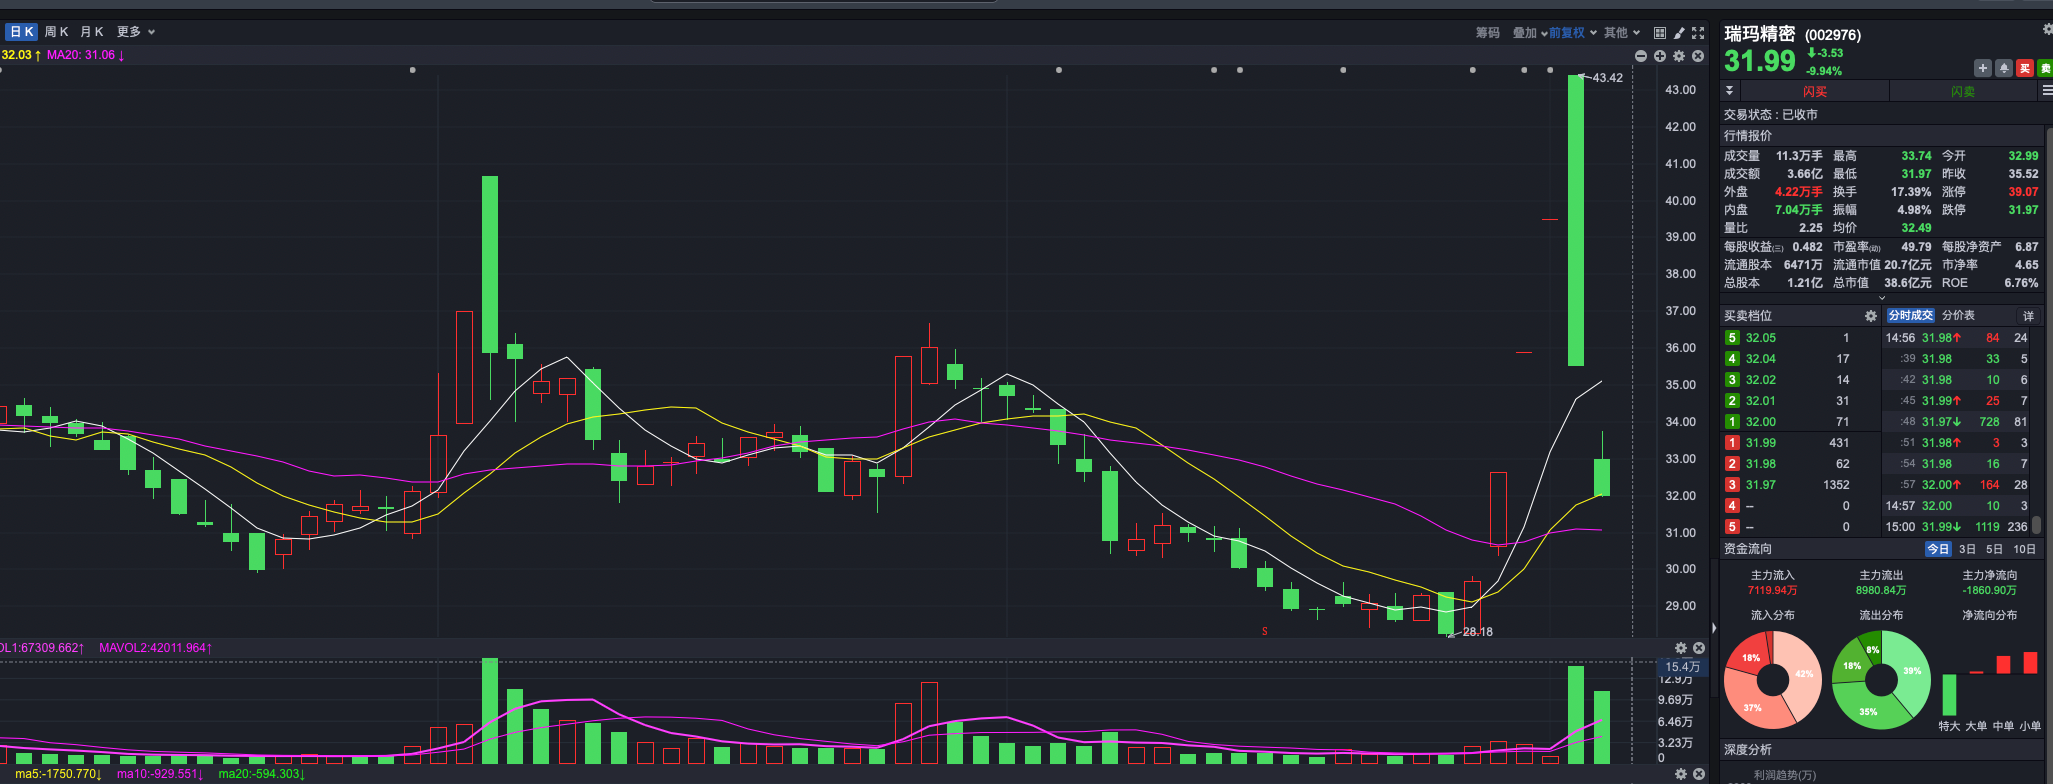 日K 周K 月K 更多
筹码 叠加 前复权 其他
32.03↑ MA20: 31.06↓
43.42
43.00
42.00
41.00
40.00
39.00
38.00
37.00
36.00
35.00
34.00
33.00
32.00
31.00
30.00
29.00
28.18
S
OL1:67309.662↑ MAVOL2:42011.964↑
15.4万
12.9万
9.69万
6.46万
3.23万
0
ma5:-1750.770↓ ma10:-929.551↓ ma20:-594.303↓
瑞玛精密 (002976)
31.99 ↓-3.53
-9.94%
买 卖
闪买 闪卖
交易状态 : 已收市
行情报价
成交量 11.3万手 最高 33.74 今开 32.99
成交额 3.66亿 最低 31.97 昨收 35.52
外盘 4.22万手 换手 17.39% 涨停 39.07
内盘 7.04万手 振幅 4.98% 跌停 31.97
量比 2.25 均价 32.49
每股收益(三) 0.482 市盈率(动) 49.79 每股净资产 6.87
流通股本 6471万 流通市值 20.7亿元 市净率 4.65
总股本 1.21亿 总市值 38.6亿元 ROE 6.76%
买卖档位 分时成交 分价表 详
5 32.05 1 14:56 31.98↑ 84 24
4 32.04 17 :39 31.98 33 5
3 32.02 14 :42 31.98 10 6
2 32.01 31 :45 31.99↑ 25 7
1 32.00 71 :48 31.97↓ 728 81
1 31.99 431 :51 31.98↑ 3 3
2 31.98 62 :54 31.98 16 7
3 31.97 1352 :57 32.00↑ 164 28
4 -- 0 14:57 32.00 10 3
5 -- 0 15:00 31.99↓ 1119 236
资金流向 今日 3日 5日 10日
主力流入 主力流出 主力净流向
7119.94万 8980.84万 -1860.90万
流入分布 流出分布 净流向分布
18% 42% 37%
8% 18% 39% 35%
特大 大单 中单 小单
深度分析
利润趋势(万)